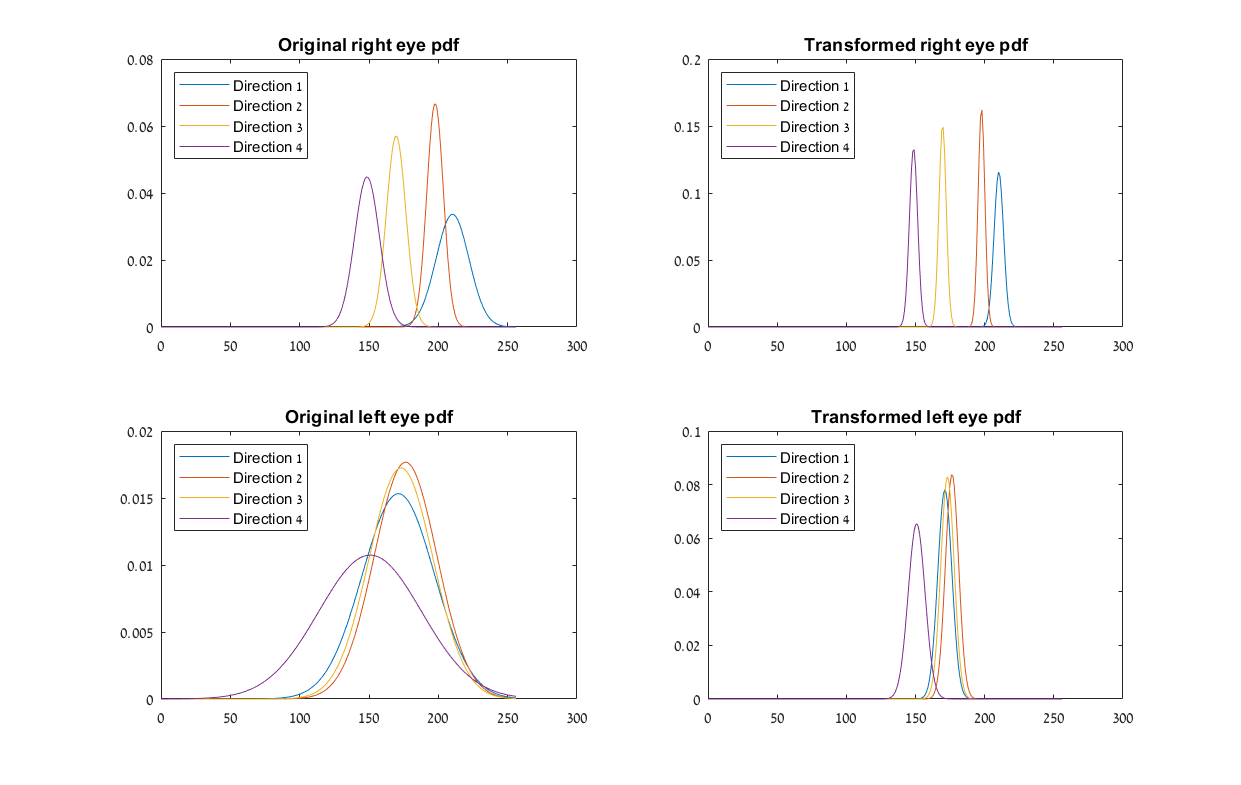 Original right eye pdf
0.08
0.06
0.04
0.02
0
Direction 1
Direction 2
Direction 3
Direction 4
0 50 100 150 200 250 300
Transformed right eye pdf
0.2
0.15
0.1
0.05
0
Direction 1
Direction 2
Direction 3
Direction 4
0 50 100 150 200 250 300
Original left eye pdf
0.02
0.015
0.01
0.005
0
Direction 1
Direction 2
Direction 3
Direction 4
0 50 100 150 200 250 300
Transformed left eye pdf
0.1
0.08
0.06
0.04
0.02
0
Direction 1
Direction 2
Direction 3
Direction 4
0 50 100 150 200 250 300